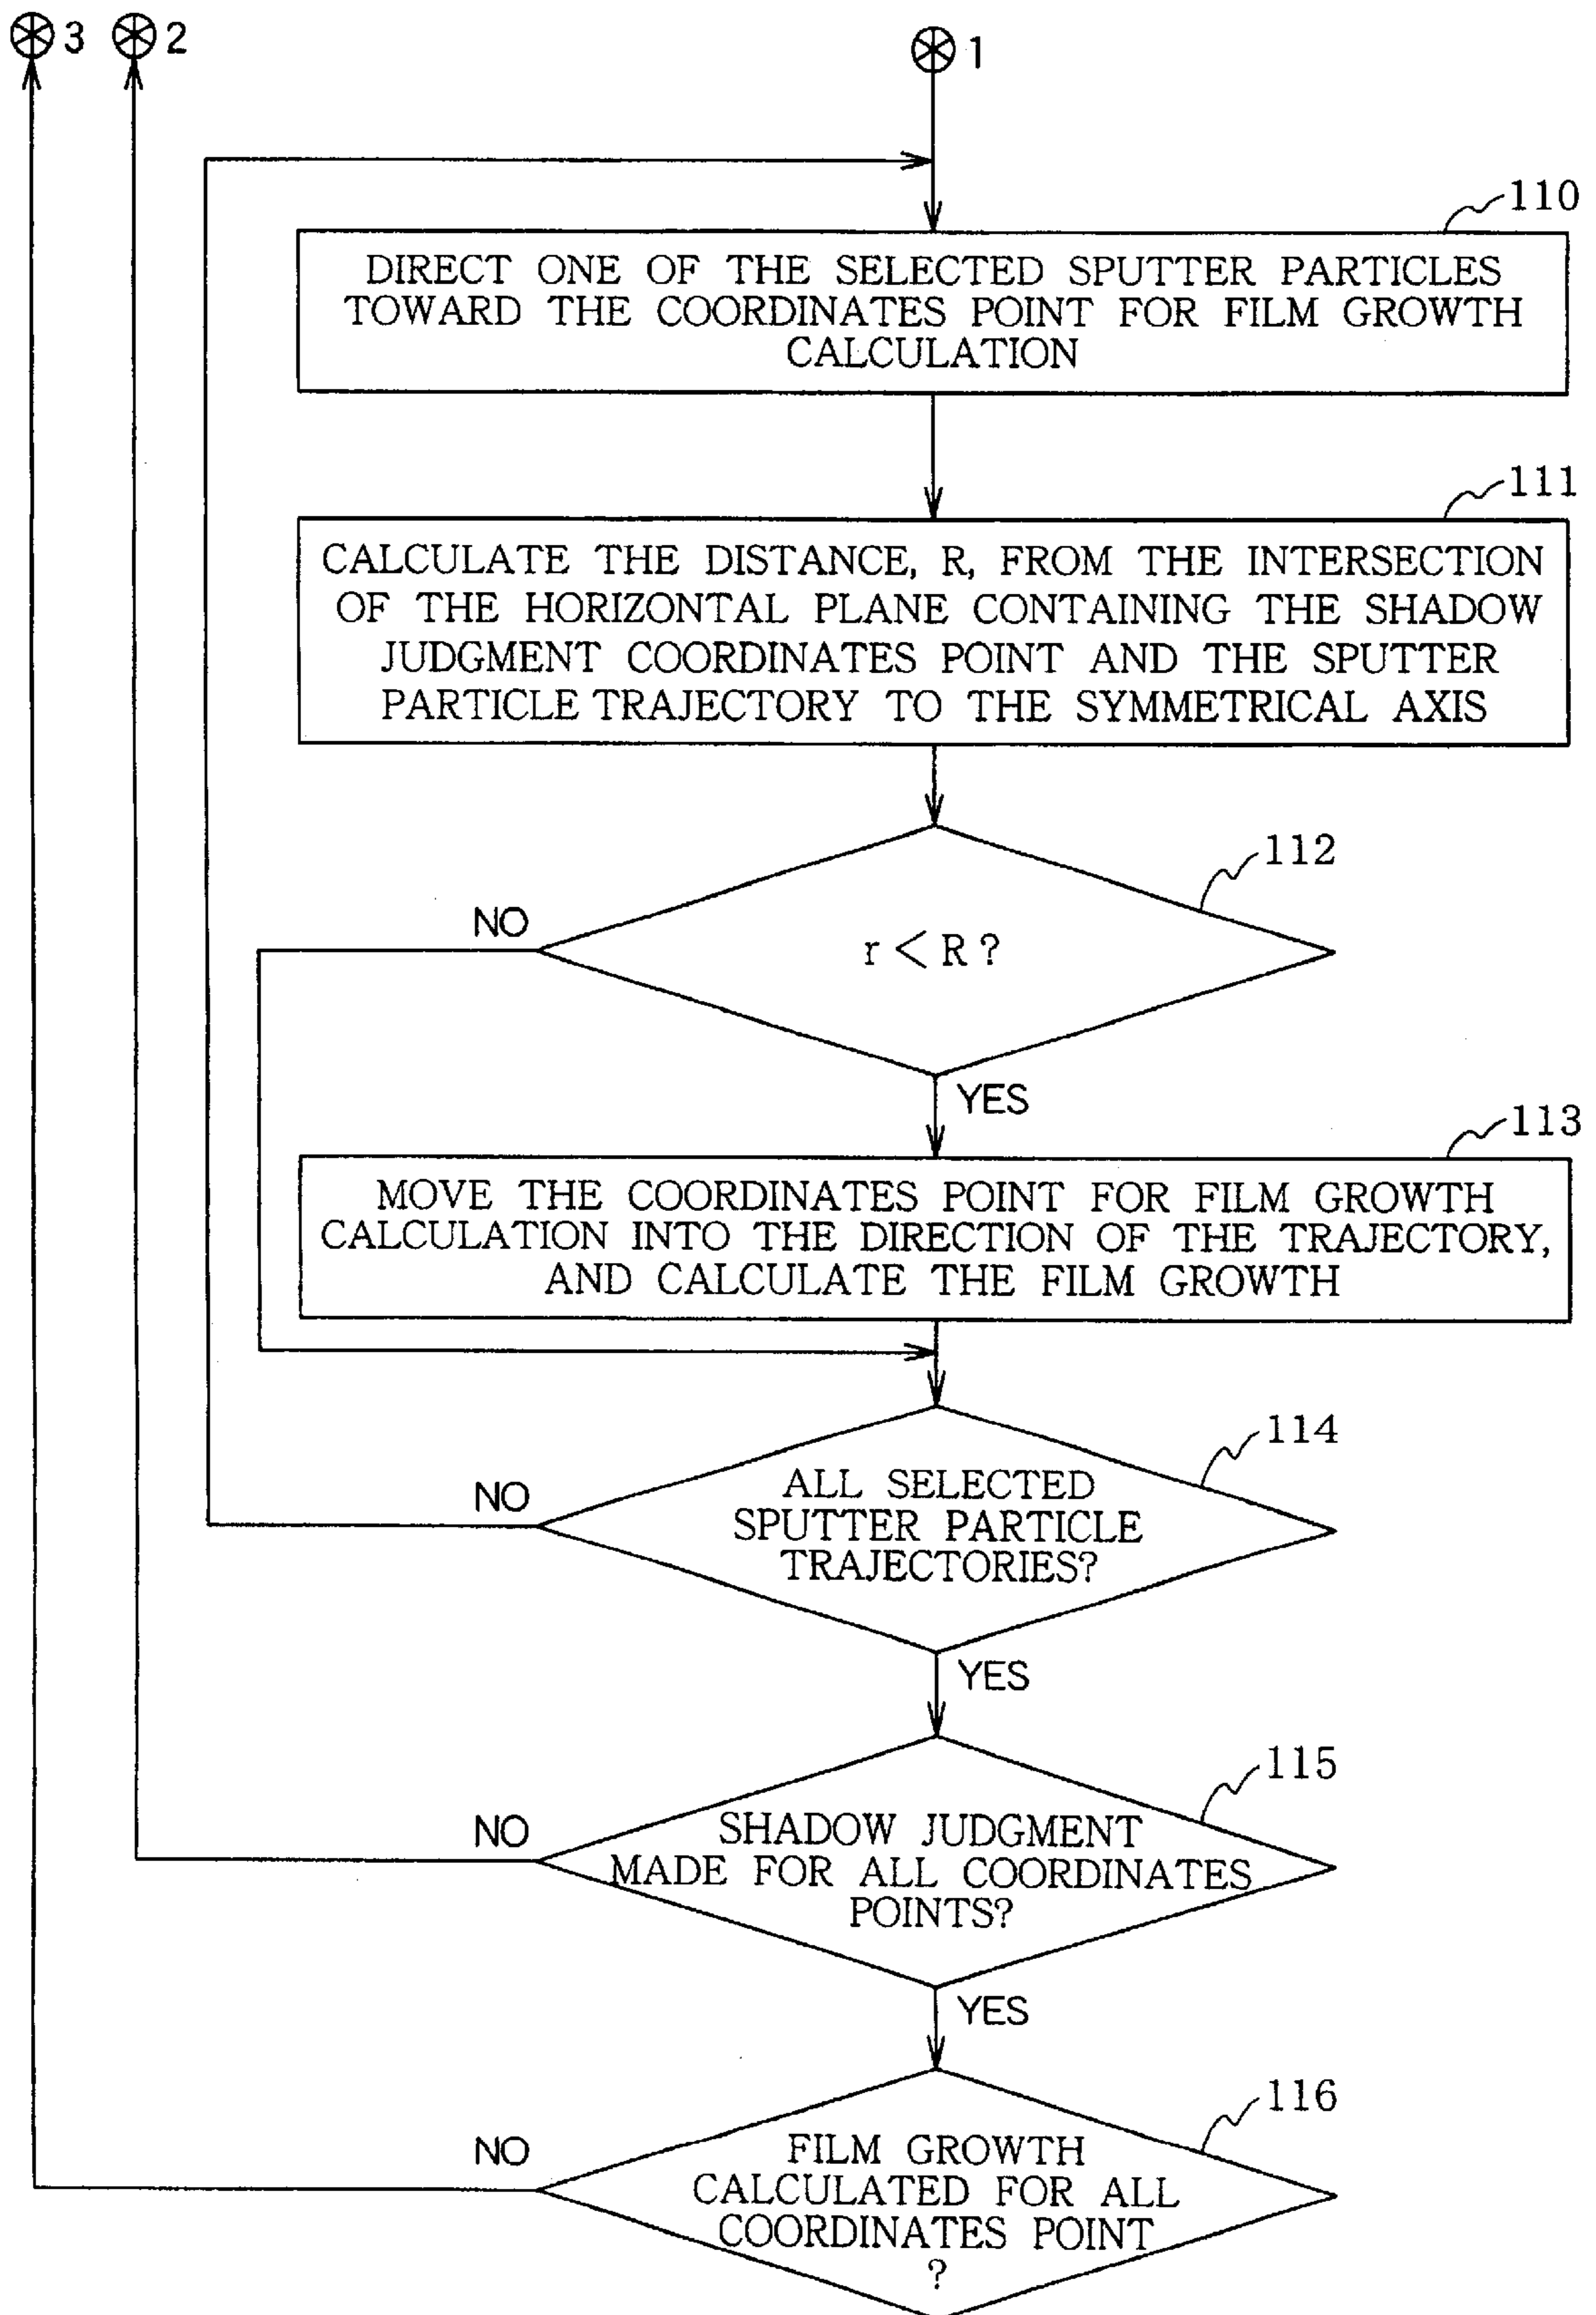 3
2
1
110
DIRECT ONE OF THE SELECTED SPUTTER PARTICLES
TOWARD THE COORDINATES POINT FOR FILM GROWTH
CALCULATION
111
CALCULATE THE DISTANCE, R, FROM THE INTERSECTION
OF THE HORIZONTAL PLANE CONTAINING THE SHADOW
JUDGMENT COORDINATES POINT AND THE SPUTTER
PARTICLE TRAJECTORY TO THE SYMMETRICAL AXIS
112
NO
r < R ?
YES
113
MOVE THE COORDINATES POINT FOR FILM GROWTH
CALCULATION INTO THE DIRECTION OF THE TRAJECTORY,
AND CALCULATE THE FILM GROWTH
114
NO
ALL SELECTED
SPUTTER PARTICLE
TRAJECTORIES?
YES
115
NO
SHADOW JUDGMENT
MADE FOR ALL COORDINATES
POINTS?
YES
116
NO
FILM GROWTH
CALCULATED FOR ALL
COORDINATES POINT
?